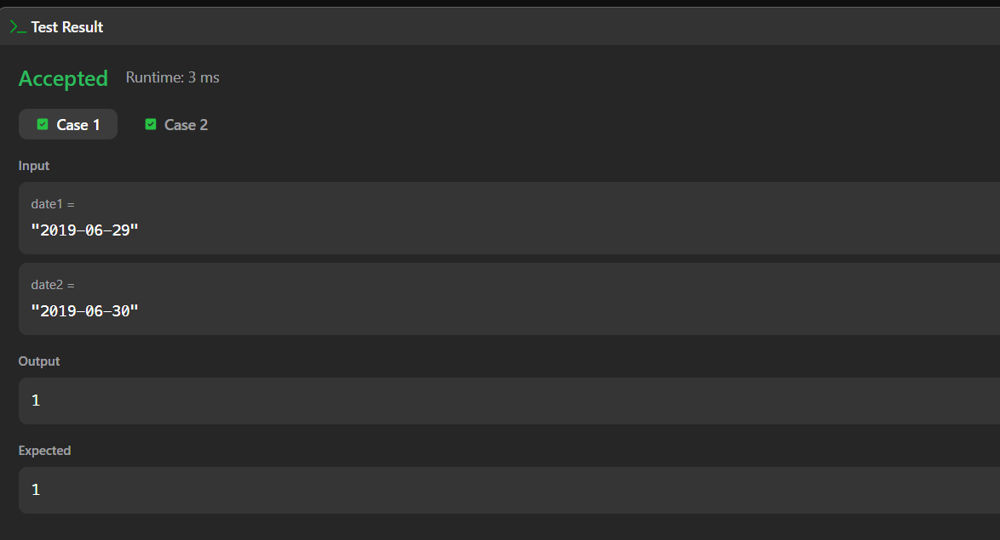 Test Result
Accepted Runtime: 3 ms
Case 1 Case 2
Input
date1 =
"2019-06-29"
date2 =
"2019-06-30"
Output
1
Expected
1